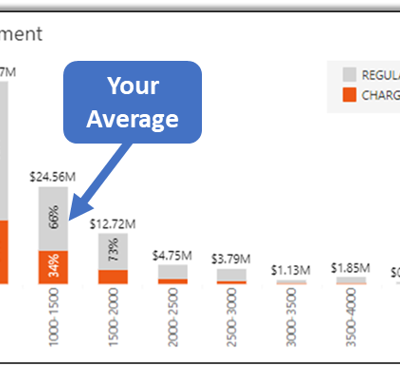 ment
7M
REGULA
CHARG
Your
Average
$24.56M
66%
34%
$12.72M
73%
$4.75M
$3.79M
$1.13M
$1.85M
$0
1000-1500
1500-2000
2000-2500
2500-3000
3000-3500
3500-4000